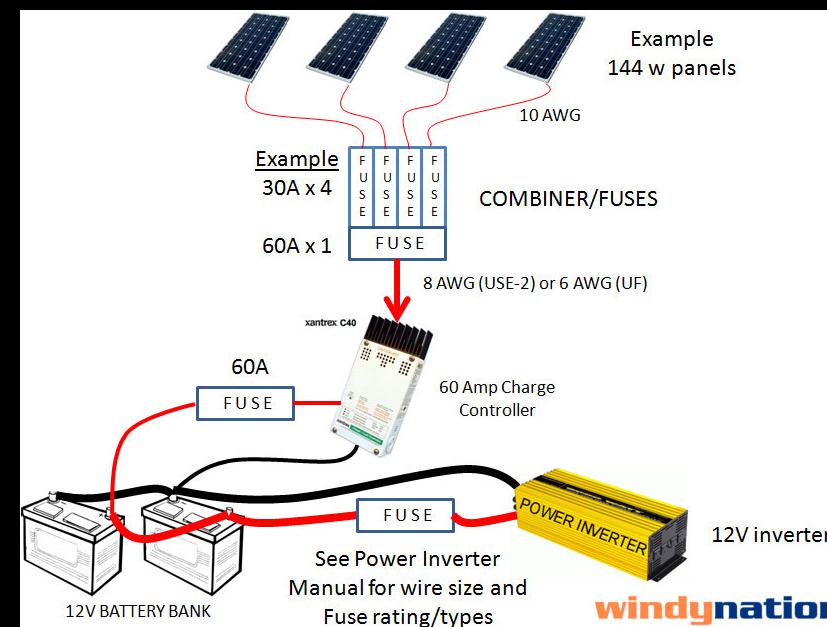 Example
144 w panels
10 AWG
Example
30A x 4
FUSE
FUSE
FUSE
FUSE
COMBINER/FUSES
60A x 1
FUSE
8 AWG (USE-2) or 6 AWG (UF)
xantrex C40
60A
FUSE
60 Amp Charge
Controller
xantrex
FUSE
POWER INVERTER
12V inverter
See Power Inverter
Manual for wire size and
Fuse rating/types
12V BATTERY BANK
windynation